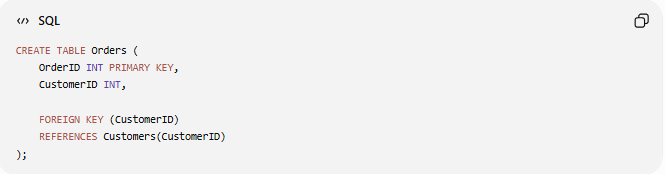 SQL
CREATE TABLE Orders (
    OrderID INT PRIMARY KEY,
    CustomerID INT,

    FOREIGN KEY (CustomerID)
    REFERENCES Customers(CustomerID)
);